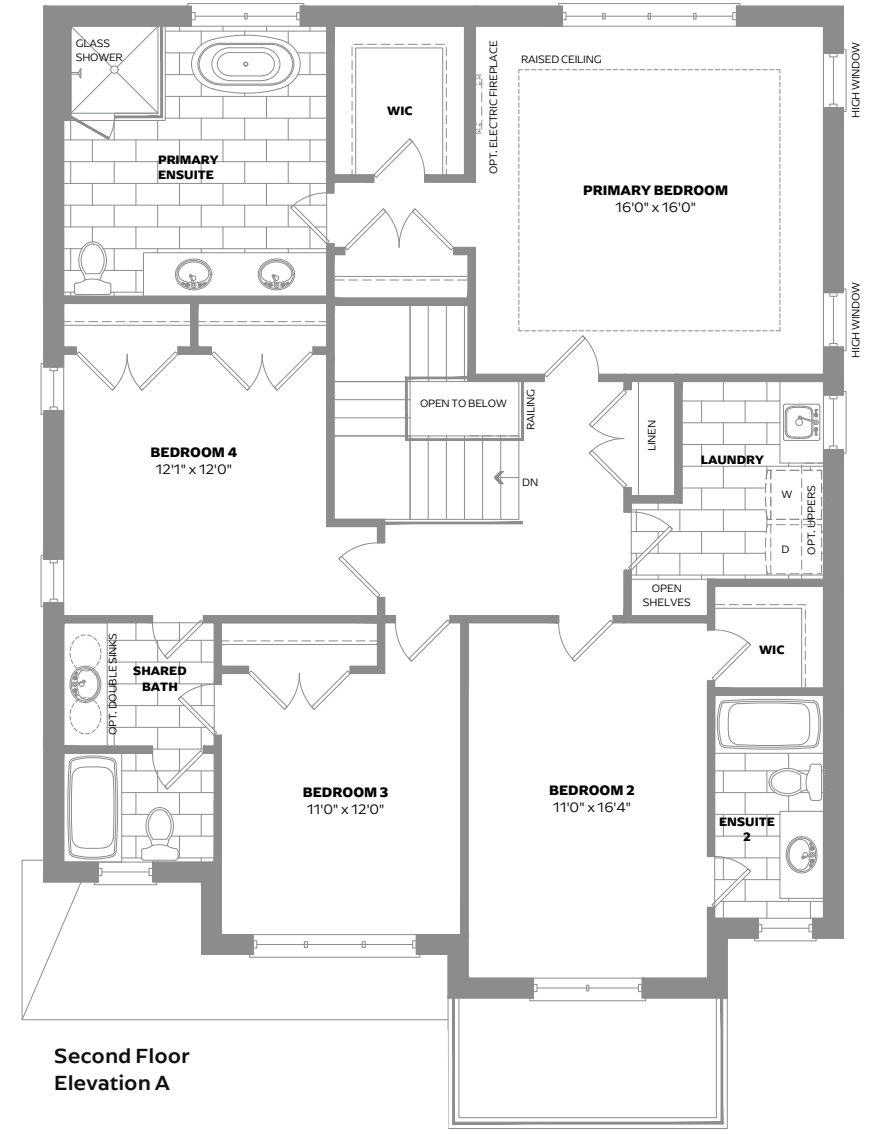 GLASS
SHOWER
PRIMARY
ENSUITE
WIC
OPT. ELECTRIC FIREPLACE
RAISED CEILING
PRIMARY BEDROOM
16'0" x 16'0"
HIGH WINDOW
HIGH WINDOW
BEDROOM 4
12'1" x 12'0"
OPEN TO BELOW
RAILING
DN
LINEN
LAUNDRY
W
D
OPT. UPPERS
OPEN
SHELVES
WIC
OPT. DOUBLE SINKS
SHARED
BATH
BEDROOM 3
11'0" x 12'0"
BEDROOM 2
11'0" x 16'4"
ENSUITE
2
Second Floor
Elevation A